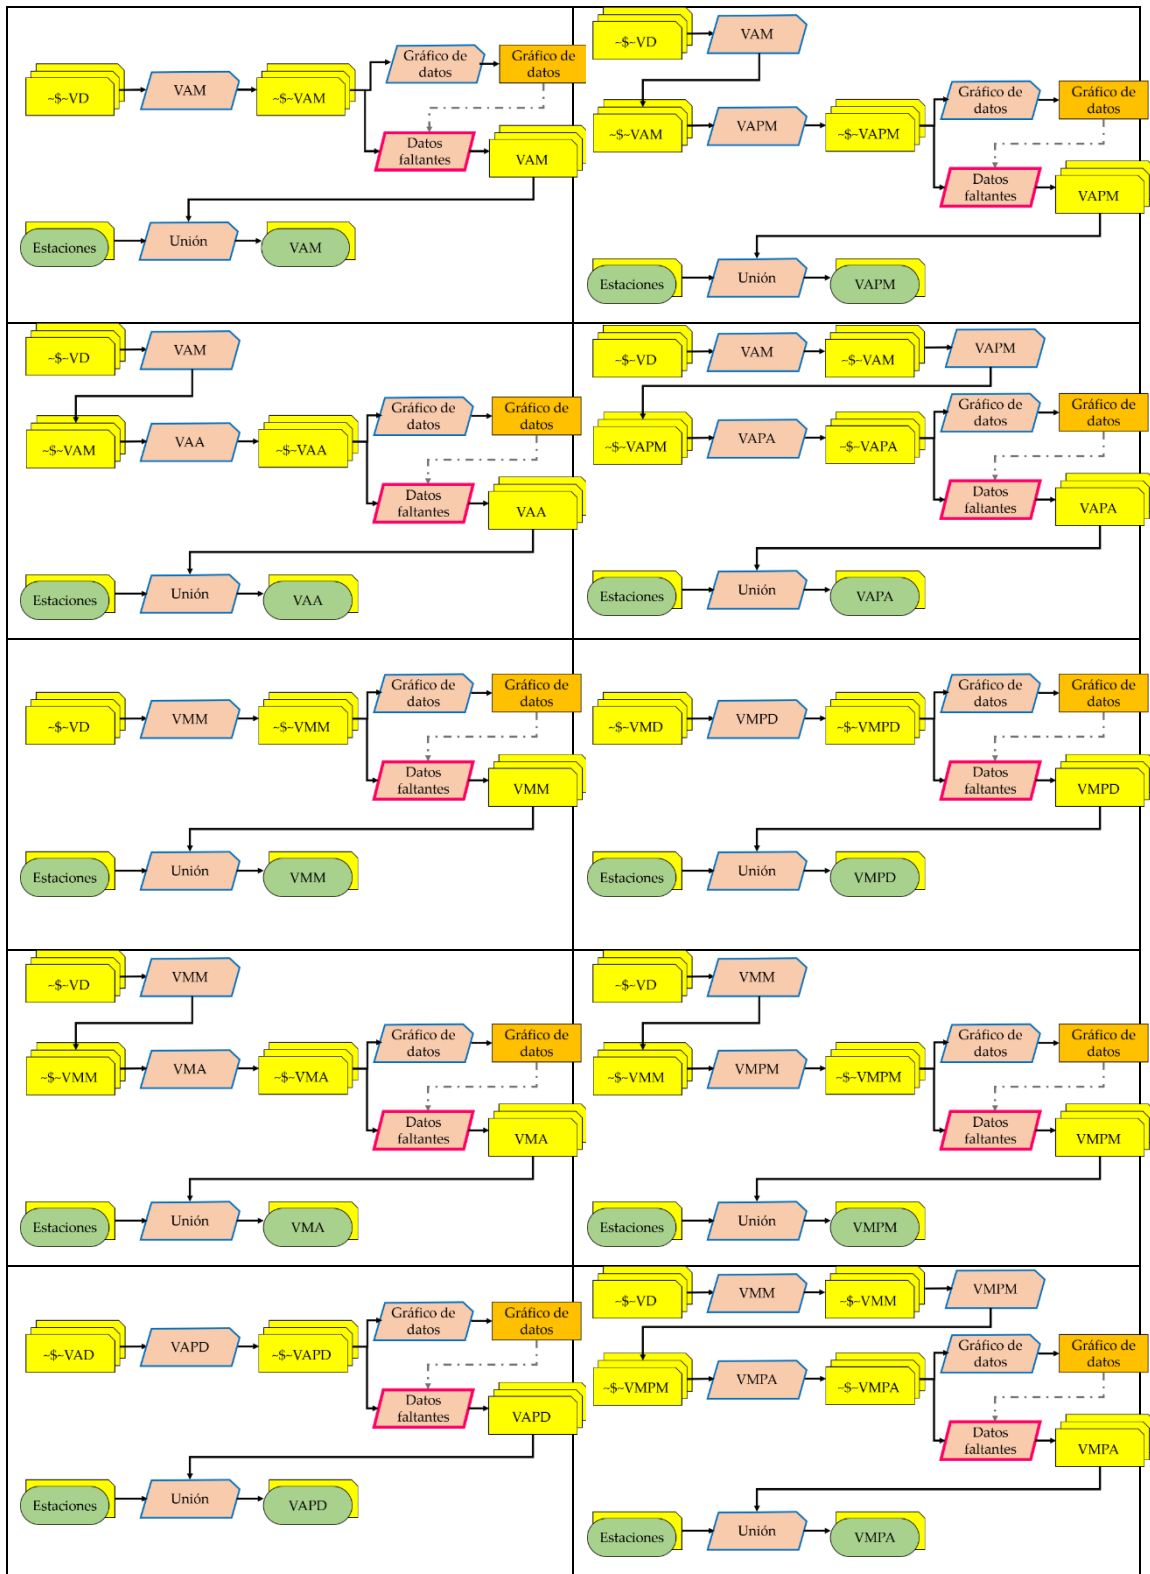 ~$~VD
VAM
~$~VAM
Gráfico de
datos
Gráfico de
datos
Datos
faltantes
VAM
Estaciones
Unión
VAM
~$~VD
VAM
~$~VAM
VAPM
~$~VAPM
Gráfico de
datos
Gráfico de
datos
Datos
faltantes
VAPM
Estaciones
Unión
VAPM
~$~VD
VAM
~$~VAM
VAA
~$~VAA
Gráfico de
datos
Gráfico de
datos
Datos
faltantes
VAA
Estaciones
Unión
VAA
~$~VD
VAM
~$~VAM
VAPM
~$~VAPM
VAPA
~$~VAPA
Gráfico de
datos
Gráfico de
datos
Datos
faltantes
VAPA
Estaciones
Unión
VAPA
~$~VD
VMM
~$~VMM
Gráfico de
datos
Gráfico de
datos
Datos
faltantes
VMM
Estaciones
Unión
VMM
~$~VMD
VMPD
~$~VMPD
Gráfico de
datos
Gráfico de
datos
Datos
faltantes
VMPD
Estaciones
Unión
VMPD
~$~VD
VMM
~$~VMM
VMA
~$~VMA
Gráfico de
datos
Gráfico de
datos
Datos
faltantes
VMA
Estaciones
Unión
VMA
~$~VD
VMM
~$~VMM
VMPM
~$~VMPM
Gráfico de
datos
Gráfico de
datos
Datos
faltantes
VMPM
Estaciones
Unión
VMPM
~$~VAD
VAPD
~$~VAPD
Gráfico de
datos
Gráfico de
datos
Datos
faltantes
VAPD
Estaciones
Unión
VAPD
~$~VD
VMM
~$~VMM
VMPM
~$~VMPM
VMPA
~$~VMPA
Gráfico de
datos
Gráfico de
datos
Datos
faltantes
VMPA
Estaciones
Unión
VMPA